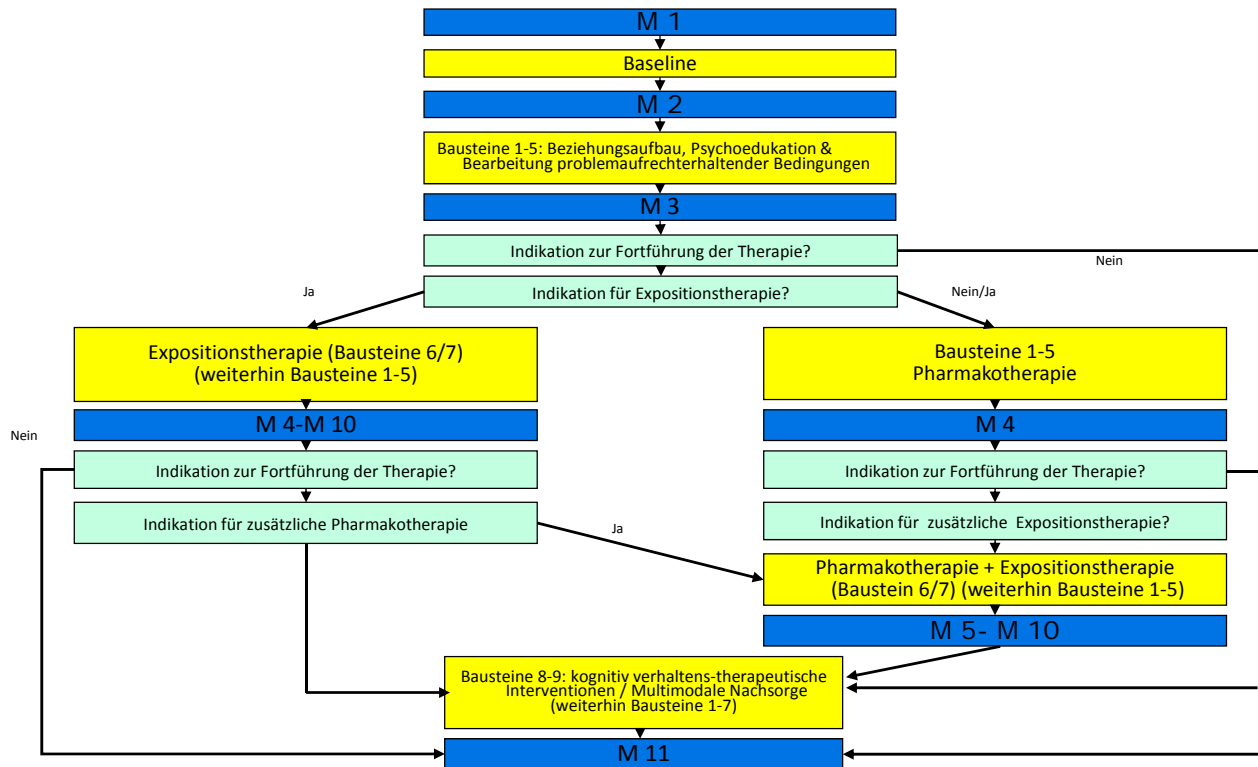 M 1
Baseline
M 2
Bausteine 1-5: Beziehungsaufbau, Psychoedukation &
Bearbeitung problemaufrechterhaltender Bedingungen
M 3
Indikation zur Fortführung der Therapie?
Nein
Indikation für Expositionstherapie?
Ja
Nein/Ja
Expositionstherapie (Bausteine 6/7)
(weiterhin Bausteine 1-5)
Bausteine 1-5
Pharmakotherapie
M 4-M 10
M 4
Nein
Indikation zur Fortführung der Therapie?
Indikation zur Fortführung der Therapie?
Indikation für zusätzliche Pharmakotherapie
Ja
Indikation für zusätzliche Expositionstherapie?
Pharmakotherapie + Expositionstherapie
(Baustein 6/7) (weiterhin Bausteine 1-5)
M 5- M 10
Bausteine 8-9: kognitiv verhaltens-therapeutische
Interventionen / Multimodale Nachsorge
(weiterhin Bausteine 1-7)
M 11